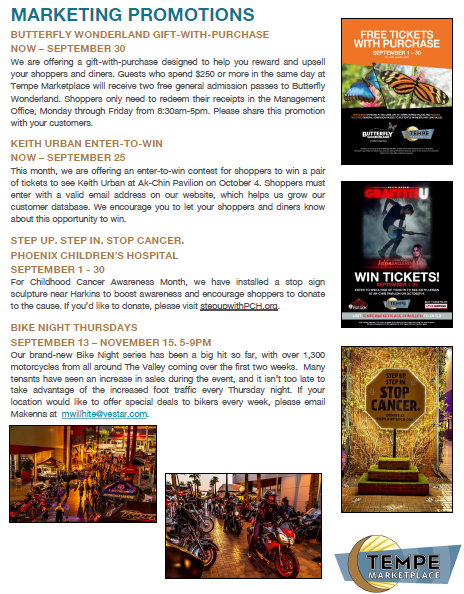 MARKETING PROMOTIONS
BUTTERFLY WONDERLAND GIFT-WITH-PURCHASE
NOW – SEPTEMBER 30
We are offering a gift-with-purchase designed to help you reward and upsell
your shoppers and diners. Guests who spend $250 or more in the same day at
Tempe Marketplace will receive two free general admission passes to Butterfly
Wonderland. Shoppers only need to redeem their receipts in the Management
Office, Monday through Friday from 8:30am-5pm. Please share this promotion
with your customers.
KEITH URBAN ENTER-TO-WIN
NOW – SEPTEMBER 25
This month, we are offering an enter-to-win contest for shoppers to win a pair
of tickets to see Keith Urban at Ak-Chin Pavilion on October 4. Shoppers must
enter with a valid email address on our website, which helps us grow our
customer database. We encourage you to let your shoppers and diners know
about this opportunity to win.
STEP UP. STEP IN. STOP CANCER.
PHOENIX CHILDREN'S HOSPITAL
SEPTEMBER 1 - 30
For Childhood Cancer Awareness Month, we have installed a stop sign
sculpture near Harkins to boost awareness and encourage shoppers to donate
to the cause. If you'd like to donate, please visit stepupwithPCH.org.
BIKE NIGHT THURSDAYS
SEPTEMBER 13 – NOVEMBER 15. 5-9PM
Our brand-new Bike Night series has been a big hit so far, with over 1,300
motorcycles from all around The Valley coming over the first two weeks. Many
tenants have seen an increase in sales during the event, and it isn't too late to
take advantage of the increased foot traffic every Thursday night. If your
location would like to offer special deals to bikers every week, please email
Makenna at mwillhite@vestar.com.
FREE TICKETS
WITH PURCHASE
SEPTEMBER 1 - 30
BUTTERFLY
WONDERLAND
TEMPE
GRAFFITI U
WIN TICKETS!
STEP UP.
STEP IN.
STOP
CANCER.
TEMPE
MARKETPLACE